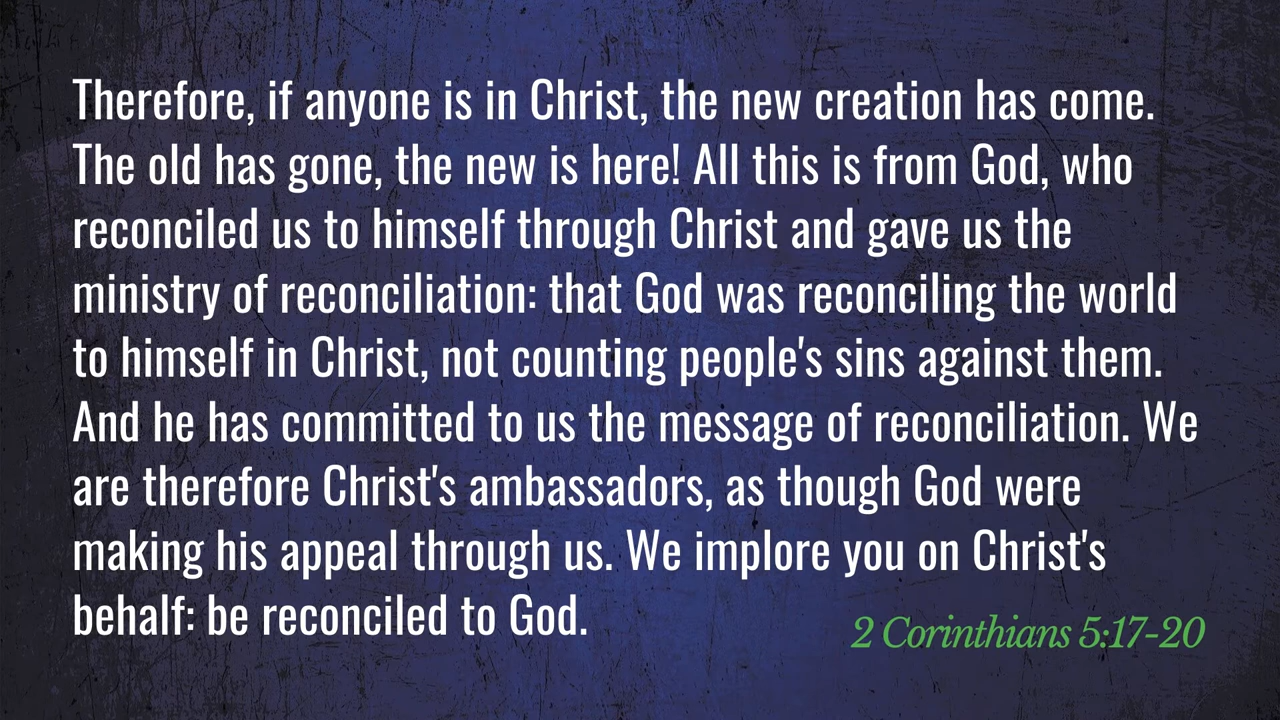 Therefore, if anyone is in Christ, the new creation has come.
The old has gone, the new is here! All this is from God, who
reconciled us to himself through Christ and gave us the
ministry of reconciliation: that God was reconciling the world
to himself in Christ, not counting people's sins against them.
And he has committed to us the message of reconciliation. We
are therefore Christ's ambassadors, as though God were
making his appeal through us. We implore you on Christ's
behalf: be reconciled to God.
2 Corinthians 5:17-20